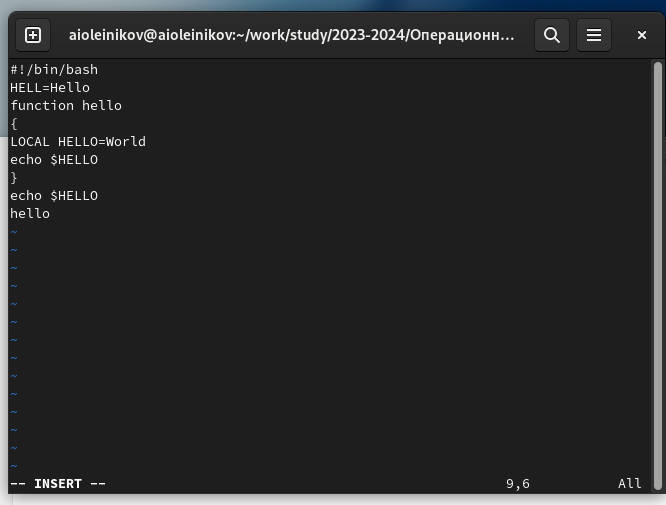 aioleinikov@aioleinikov:~/work/study/2023-2024/Операционн…
#!/bin/bash
HELL=Hello
function hello
{
LOCAL HELLO=World
echo $HELLO
}
echo $HELLO
hello
~
~
~
~
~
~
~
~
~
~
~
~
~
~
-- INSERT -- 9,6 All